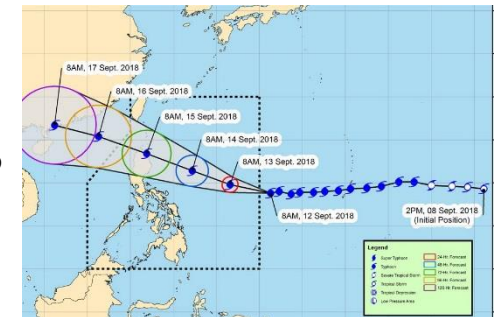 8AM, 17 Sept. 2018
8AM, 16 Sept. 2018
8AM, 15 Sept. 2018
8AM, 14 Sept. 2018
8AM, 13 Sept. 2018
8AM, 12 Sept. 2018
2PM, 08 Sept. 2018
(Initial Position)
Legend
Super Typhoon
Typhoon
Severe Tropical Storm
Tropical Storm
Tropical Depression
Low Pressure Area
24 Hr. Forecast
48 Hr. Forecast
72 Hr. Forecast
96 Hr. Forecast
120 Hr. Forecast